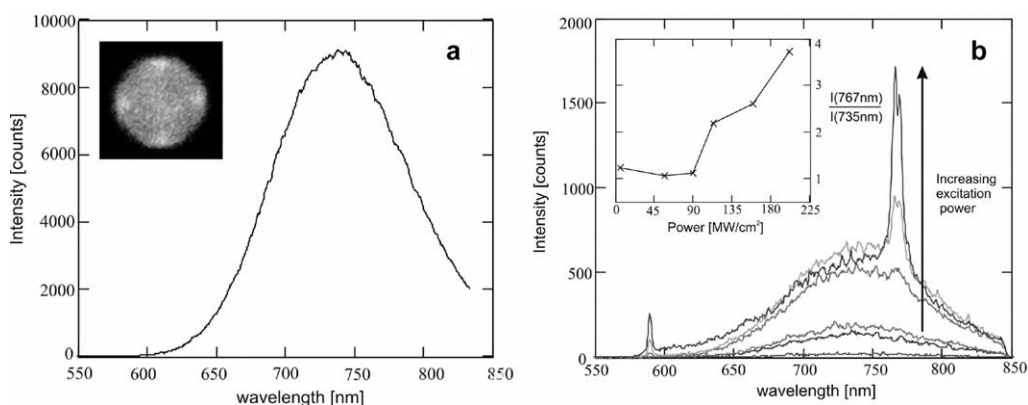 a
Intensity [counts]
10000
8000
6000
4000
2000
0
550
600
650
700
750
800
850
wavelength [nm]
b
Intensity [counts]
2000
1500
1000
500
0
4
3
2
1
I(767nm)
I(735nm)
0
45
90
135
180
225
Power [MW/cm²]
Increasing
excitation
power
550
600
650
700
750
800
850
wavelength [nm]